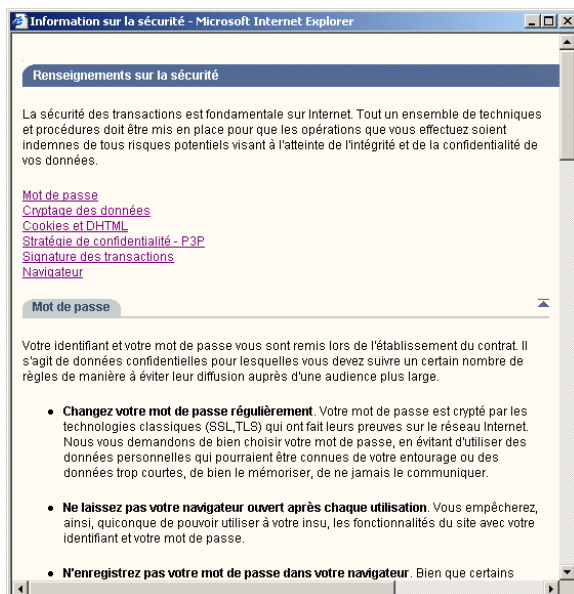 Information sur la sécurité - Microsoft Internet Explorer
Renseignements sur la sécurité
La sécurité des transactions est fondamentale sur Internet. Tout un ensemble de techniques
et procédures doit être mis en place pour que les opérations que vous effectuez soient
indemnes de tous risques potentiels visant à l'atteinte de l'intégrité et de la confidentialité de
vos données.
Mot de passe
Cryptage des données
Cookies et DHTML
Stratégie de confidentialité - P3P
Signature des transactions
Navigateur
Mot de passe
Votre identifiant et votre mot de passe vous sont remis lors de l'établissement du contrat. Il
s'agit de données confidentielles pour lesquelles vous devez suivre un certain nombre de
règles de manière à éviter leur diffusion auprès d'une audience plus large.
• Changez votre mot de passe régulièrement. Votre mot de passe est crypté par les
technologies classiques (SSL,TLS) qui ont fait leurs preuves sur le réseau Internet.
Nous vous demandons de bien choisir votre mot de passe, en évitant d'utiliser des
données personnelles qui pourraient être connues de votre entourage ou des
données trop courtes, de bien le mémoriser, de ne jamais le communiquer.
• Ne laissez pas votre navigateur ouvert après chaque utilisation. Vous empêcherez,
ainsi, quiconque de pouvoir utiliser à votre insu, les fonctionnalités du site avec votre
identifiant et votre mot de passe.
• N'enregistrez pas votre mot de passe dans votre navigateur. Bien que certains